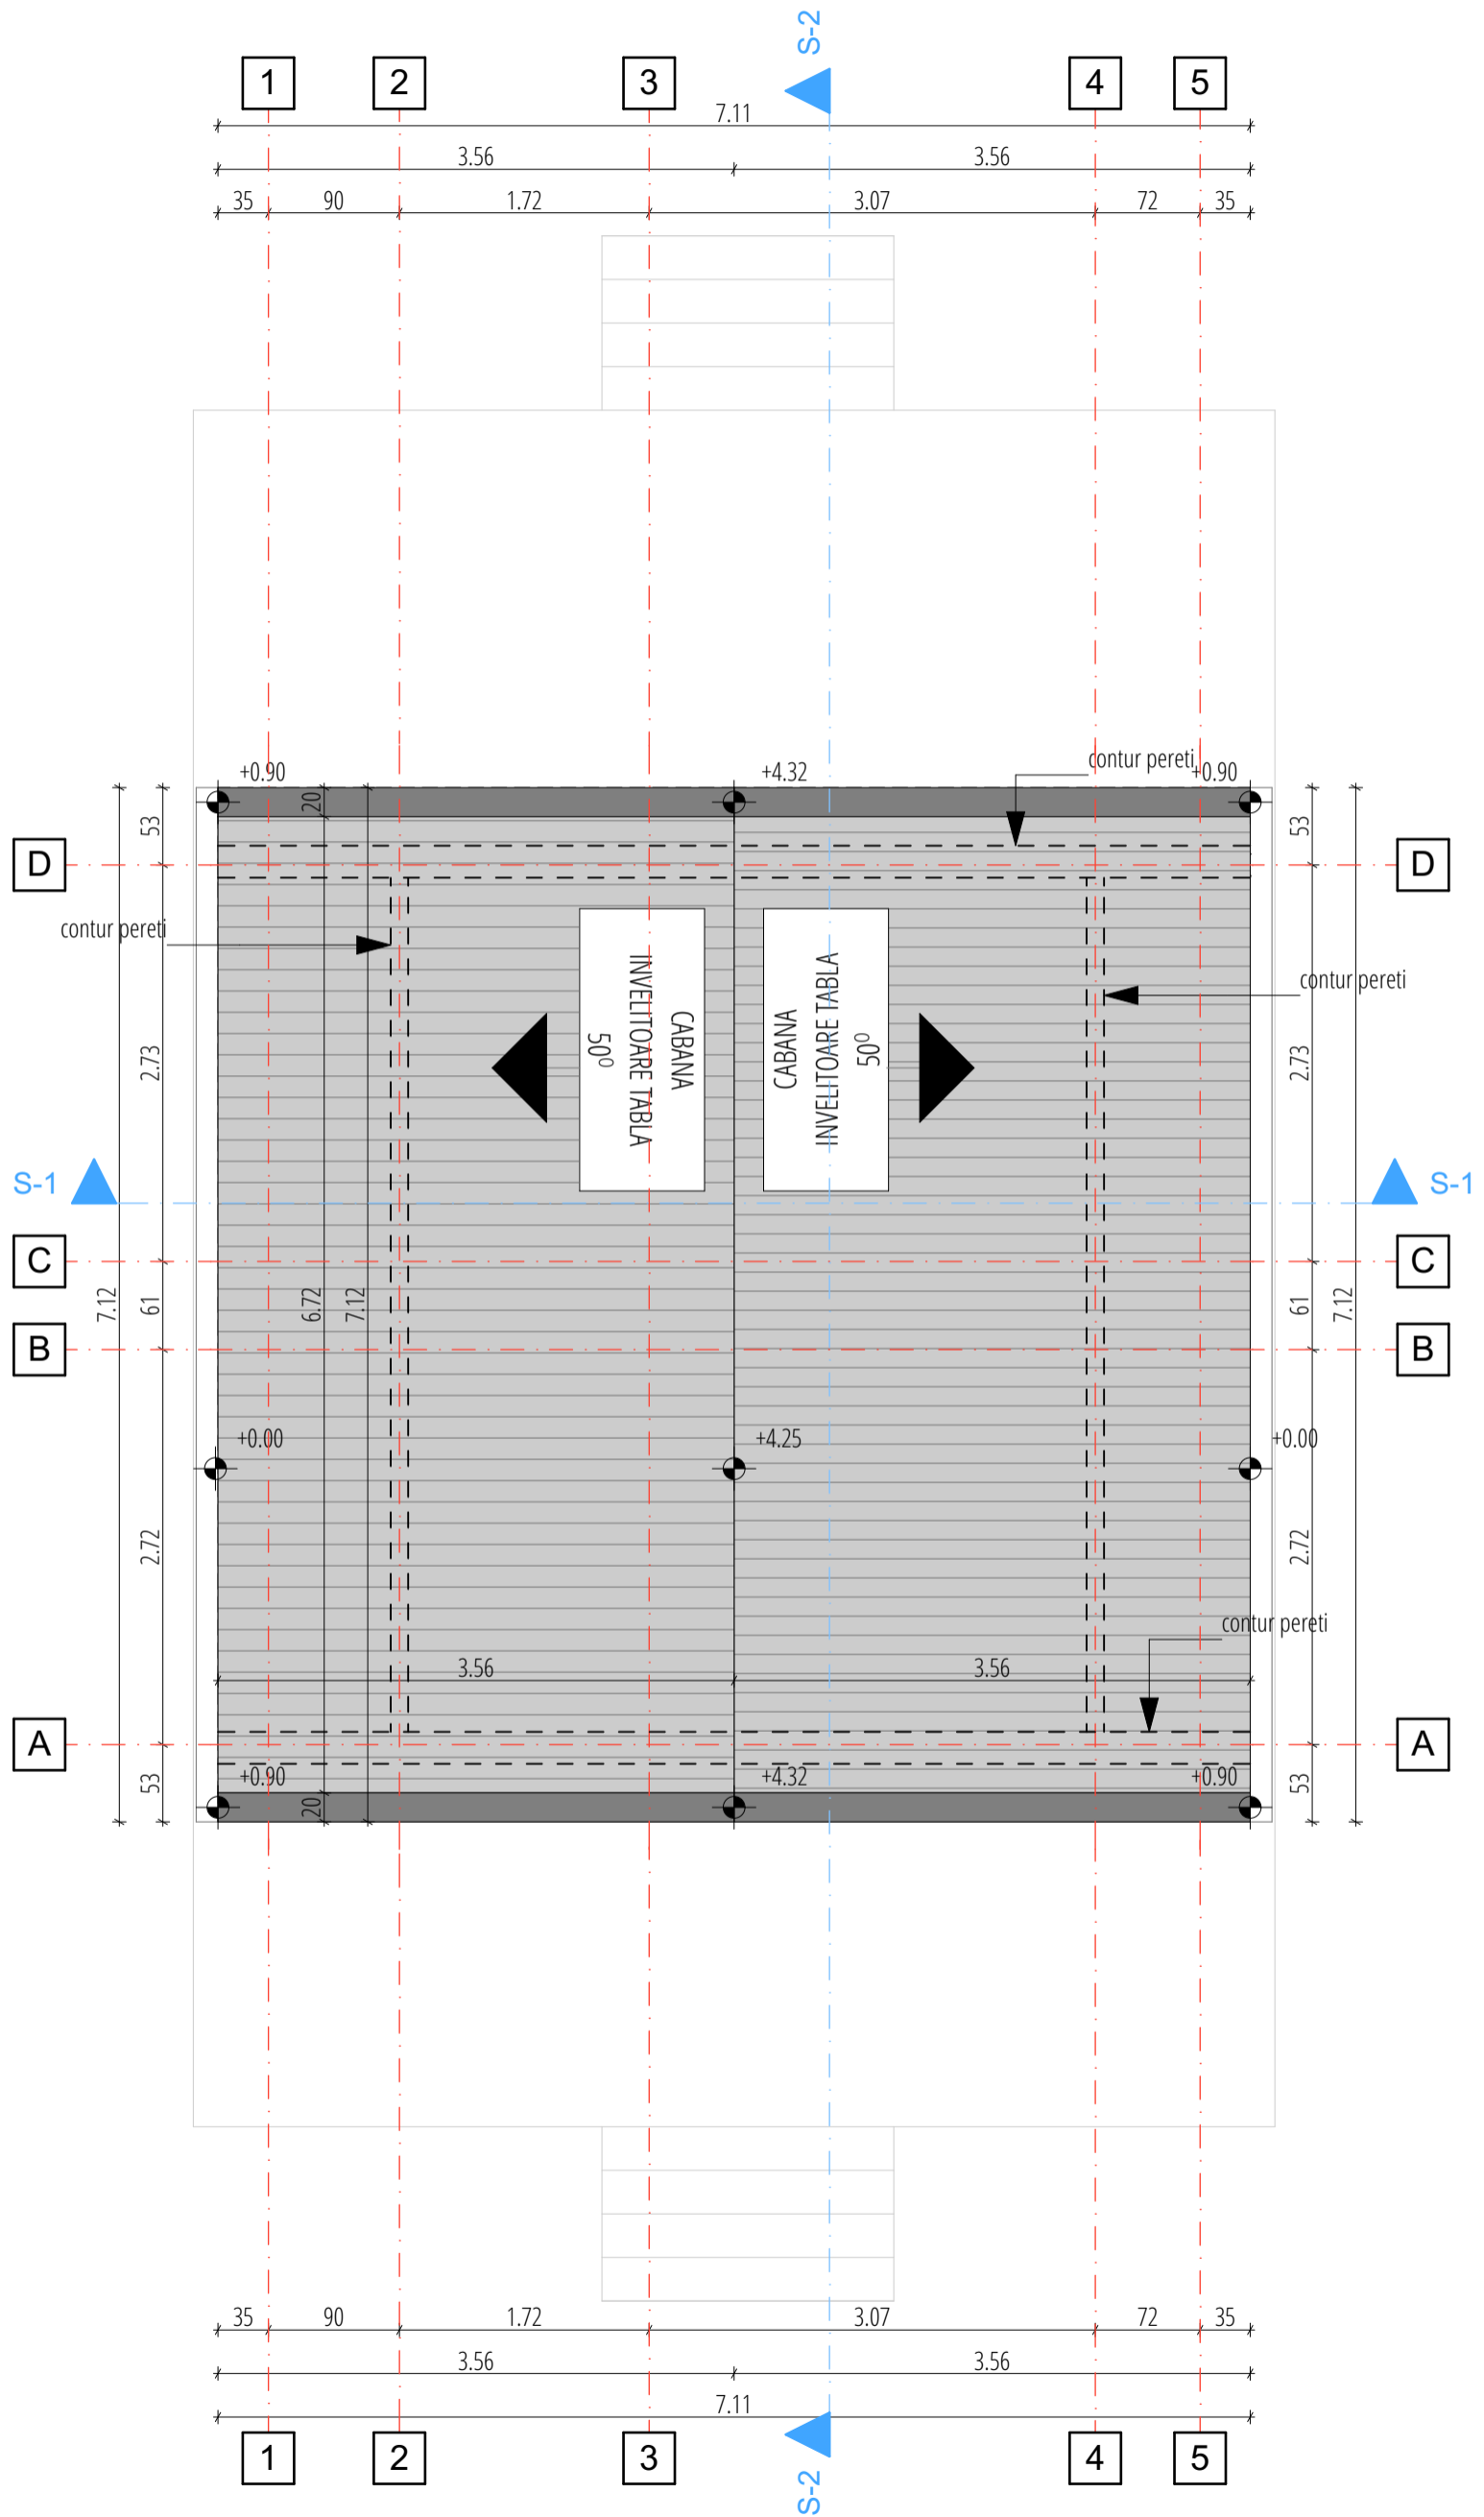 S-2
1 2 3 4 5
7.11
3.56 3.56
35 90 1.72 3.07 72 35
contur pereti
+0.90 +4.32 +0.90
20
53 53
D D
contur pereti
contur pereti
CABANA
INVELITOARE TABLA
50⁰
CABANA
INVELITOARE TABLA
50⁰
2.73 2.73
S-1 S-1
C C
7.12 61 6.72 7.12 61 7.12
B B
+0.00 +4.25 +0.00
2.72 2.72
contur pereti
3.56 3.56
A A
+0.90 +4.32 +0.90
53 20 53
35 90 1.72 3.07 72 35
3.56 3.56
7.11
1 2 3 4 5
S-2